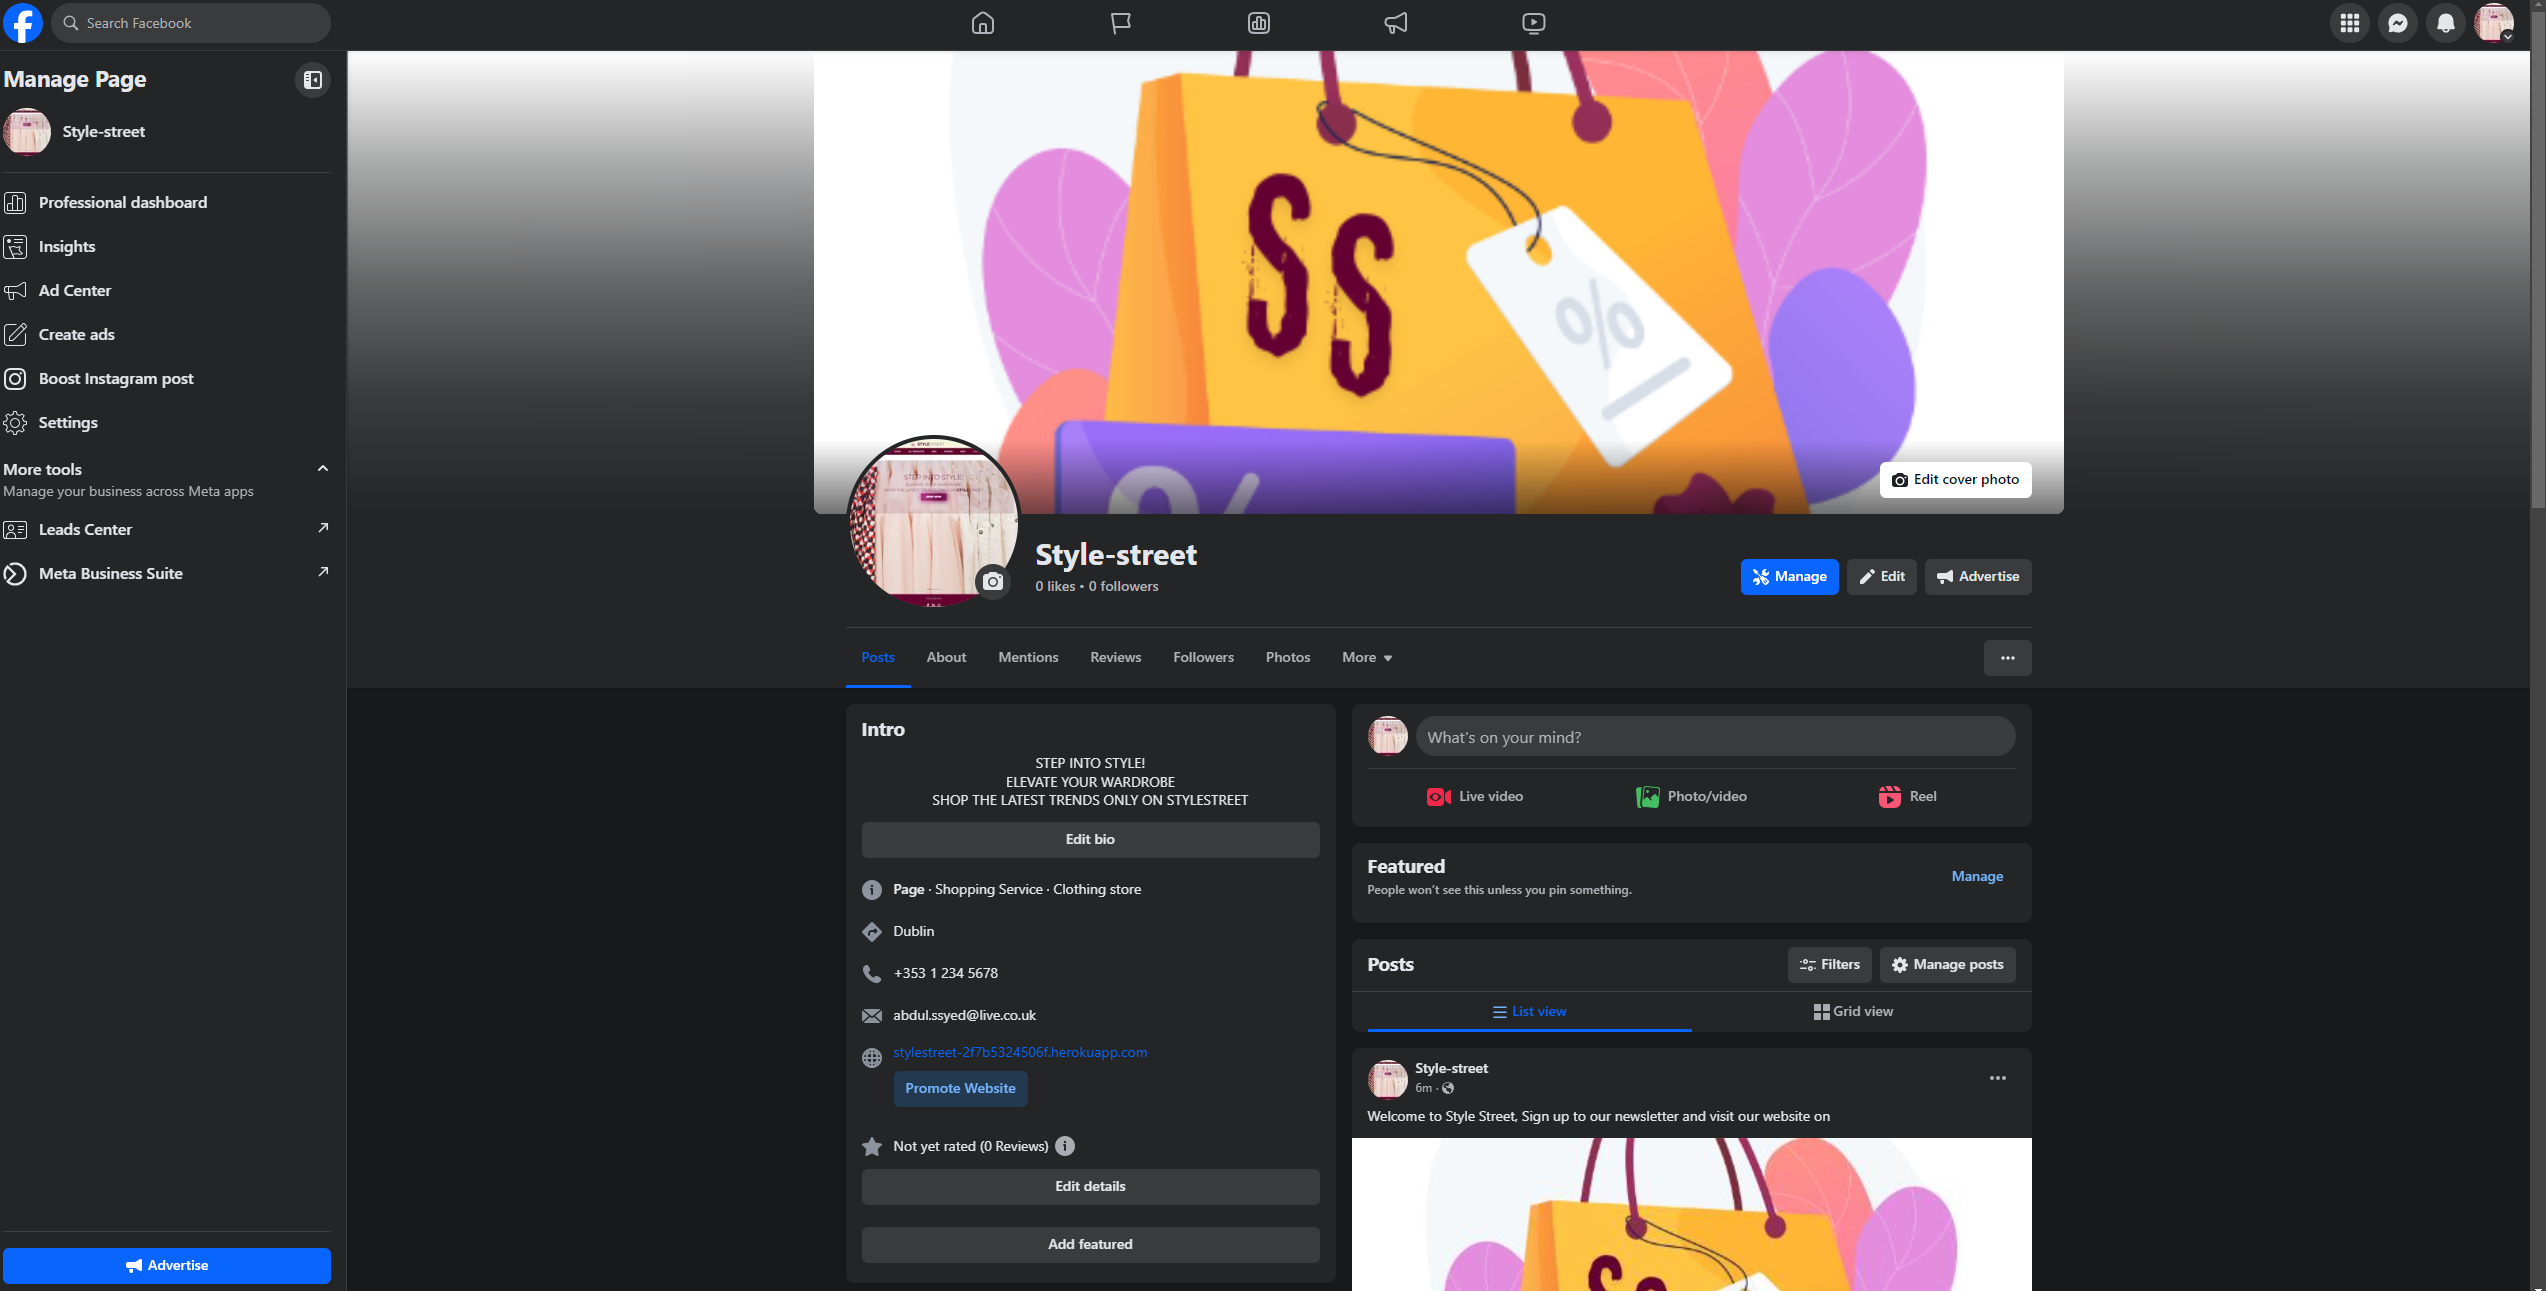 Search Facebook
Manage Page
Style-street
Professional dashboard
Insights
Ad Center
Create ads
Boost Instagram post
Settings
More tools
Manage your business across Meta apps
Leads Center
Meta Business Suite
Advertise
SS
%
%
Edit cover photo
STYLESTREET
STEP INTO STYLE!
Style-street
0 likes • 0 followers
Manage
Edit
Advertise
Posts
About
Mentions
Reviews
Followers
Photos
More
Intro
STEP INTO STYLE!
ELEVATE YOUR WARDROBE
SHOP THE LATEST TRENDS ONLY ON STYLESTREET
Edit bio
Page · Shopping Service · Clothing store
Dublin
+353 1 234 5678
abdul.ssyed@live.co.uk
stylestreet-2f7b5324506f.herokuapp.com
Promote Website
Not yet rated (0 Reviews)
Edit details
Add featured
What's on your mind?
Live video
Photo/video
Reel
Featured
People won't see this unless you pin something.
Manage
Posts
Filters
Manage posts
List view
Grid view
Style-street
6m ·
Welcome to Style Street, Sign up to our newsletter and visit our website on
SS